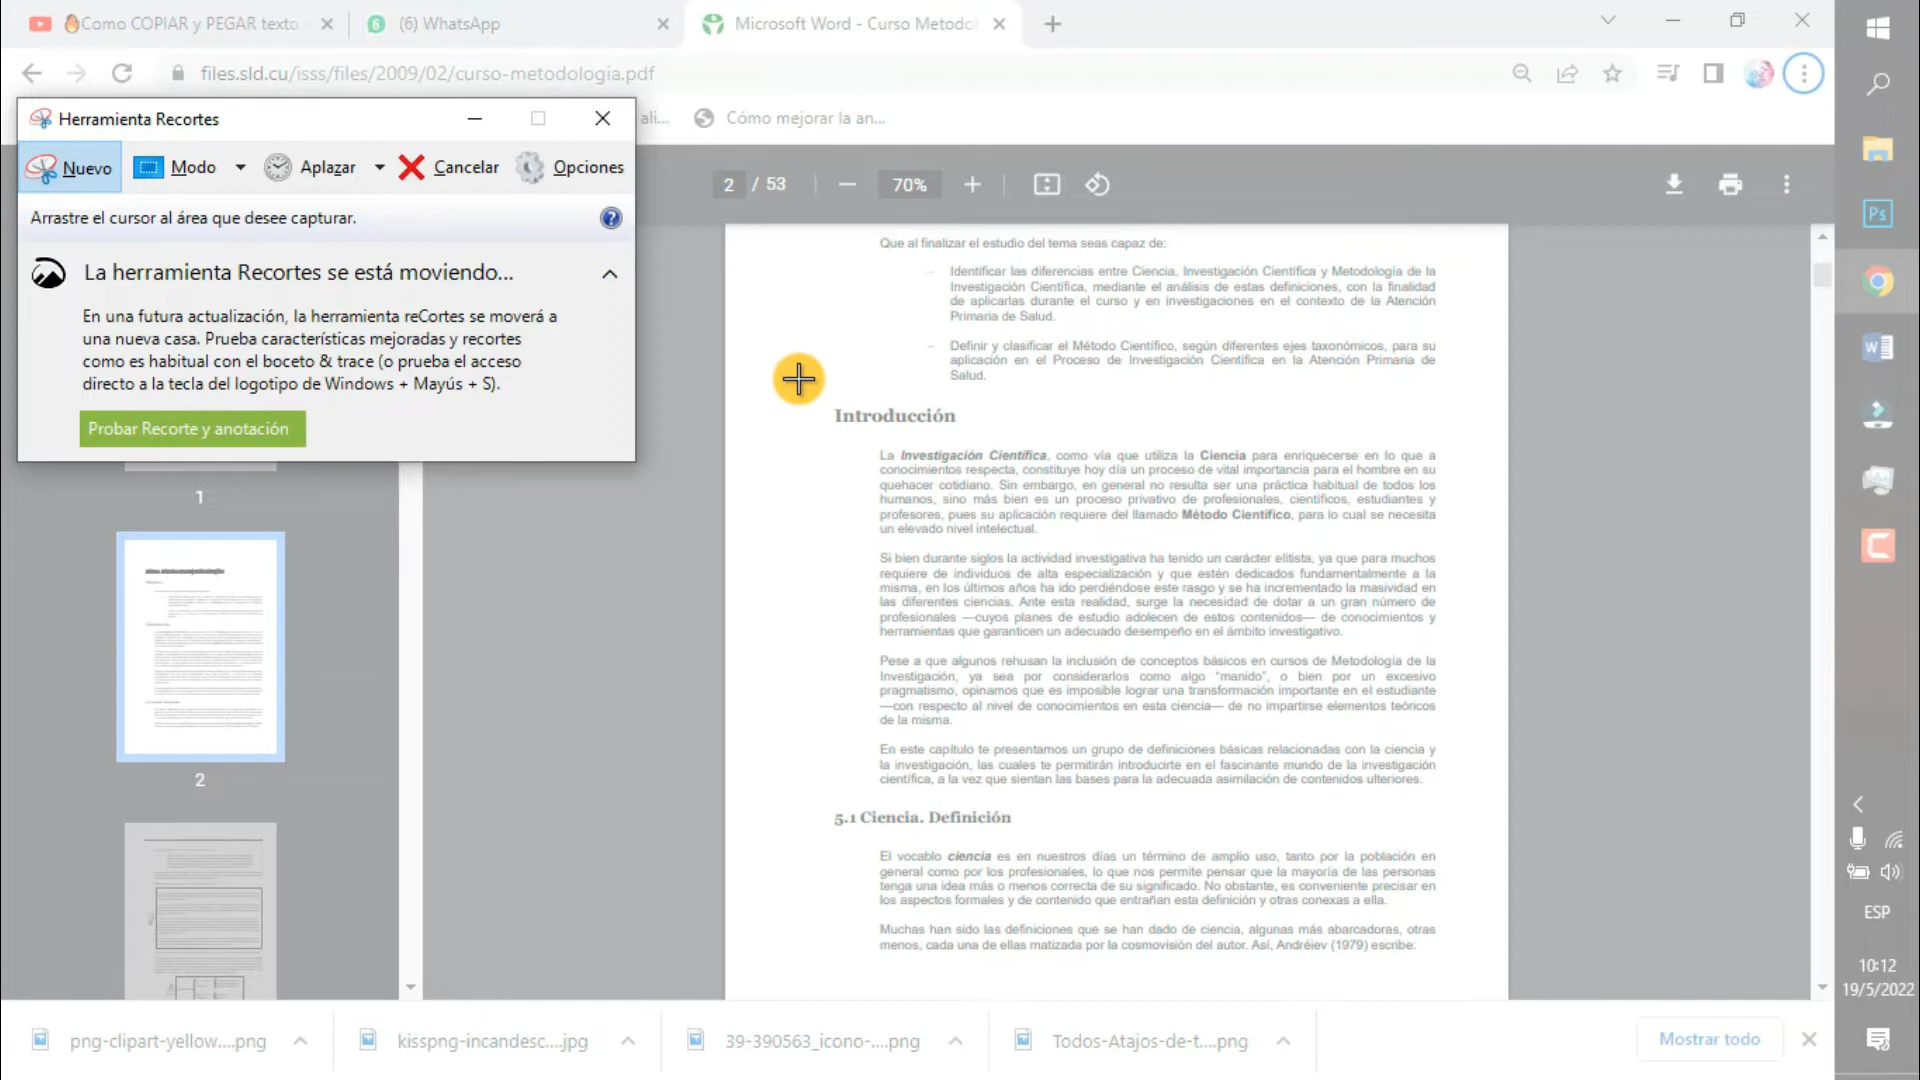 🔥Como COPIAR y PEGAR texto
(6) WhatsApp
Microsoft Word - Curso Metodo
files.sld.cu/isss/files/2009/02/curso-metodologia.pdf
ali...
Cómo mejorar la an...
Herramienta Recortes
Nuevo
Modo
Aplazar
Cancelar
Opciones
Arrastre el cursor al área que desee capturar.
La herramienta Recortes se está moviendo...
En una futura actualización, la herramienta reCortes se moverá a
una nueva casa. Prueba características mejoradas y recortes
como es habitual con el boceto & trace (o prueba el acceso
directo a la tecla del logotipo de Windows + Mayús + S).
Probar Recorte y anotación
1
2
2 / 53
70%
Que al finalizar el estudio del tema seas capaz de:
– Identificar las diferencias entre Ciencia, Investigación Científica y Metodología de la
Investigación Científica, mediante el análisis de estas definiciones, con la finalidad
de aplicarlas durante el curso y en investigaciones en el contexto de la Atención
Primaria de Salud.
– Definir y clasificar el Método Científico, según diferentes ejes taxonómicos, para su
aplicación en el Proceso de Investigación Científica en la Atención Primaria de
Salud.
Introducción
La Investigación Científica, como vía que utiliza la Ciencia para enriquecerse en lo que a
conocimientos respecta, constituye hoy día un proceso de vital importancia para el hombre en su
quehacer cotidiano. Sin embargo, en general no resulta ser una práctica habitual de todos los
humanos, sino más bien es un proceso privativo de profesionales, científicos, estudiantes y
profesores, pues su aplicación requiere del llamado Método Científico, para lo cual se necesita
un elevado nivel intelectual.
Si bien durante siglos la actividad investigativa ha tenido un carácter elitista, ya que para muchos
requiere de individuos de alta especialización y que estén dedicados fundamentalmente a la
misma, en los últimos años ha ido perdiéndose este rasgo y se ha incrementado la masividad en
las diferentes ciencias. Ante esta realidad, surge la necesidad de dotar a un gran número de
profesionales —cuyos planes de estudio adolecen de estos contenidos— de conocimientos y
herramientas que garanticen un adecuado desempeño en el ámbito investigativo.
Pese a que algunos rehusan la inclusión de conceptos básicos en cursos de Metodología de la
Investigación, ya sea por considerarlos como algo “manido”, o bien por un excesivo
pragmatismo, opinamos que es imposible lograr una transformación importante en el estudiante
—con respecto al nivel de conocimientos en esta ciencia— de no impartirse elementos teóricos
de la misma.
En este capítulo te presentamos un grupo de definiciones básicas relacionadas con la ciencia y
la investigación, las cuales te permitirán introducirte en el fascinante mundo de la investigación
científica, a la vez que sientan las bases para la adecuada asimilación de contenidos ulteriores.
5.1 Ciencia. Definición
El vocablo ciencia es en nuestros días un término de amplio uso, tanto por la población en
general como por los profesionales, lo que nos permite pensar que la mayoría de las personas
tenga una idea más o menos correcta de su significado. No obstante, es conveniente precisar en
los aspectos formales y de contenido que entrañan esta definición y otras conexas a ella.
Muchas han sido las definiciones que se han dado de ciencia, algunas más abarcadoras, otras
menos, cada una de ellas matizada por la cosmovisión del autor. Así, Andréiev (1979) escribe:
Ps
ESP
10:12
19/5/2022
png-clipart-yellow....png
kisspng-incandesc....jpg
39-390563_icono-....png
Todos-Atajos-de-t....png
Mostrar todo